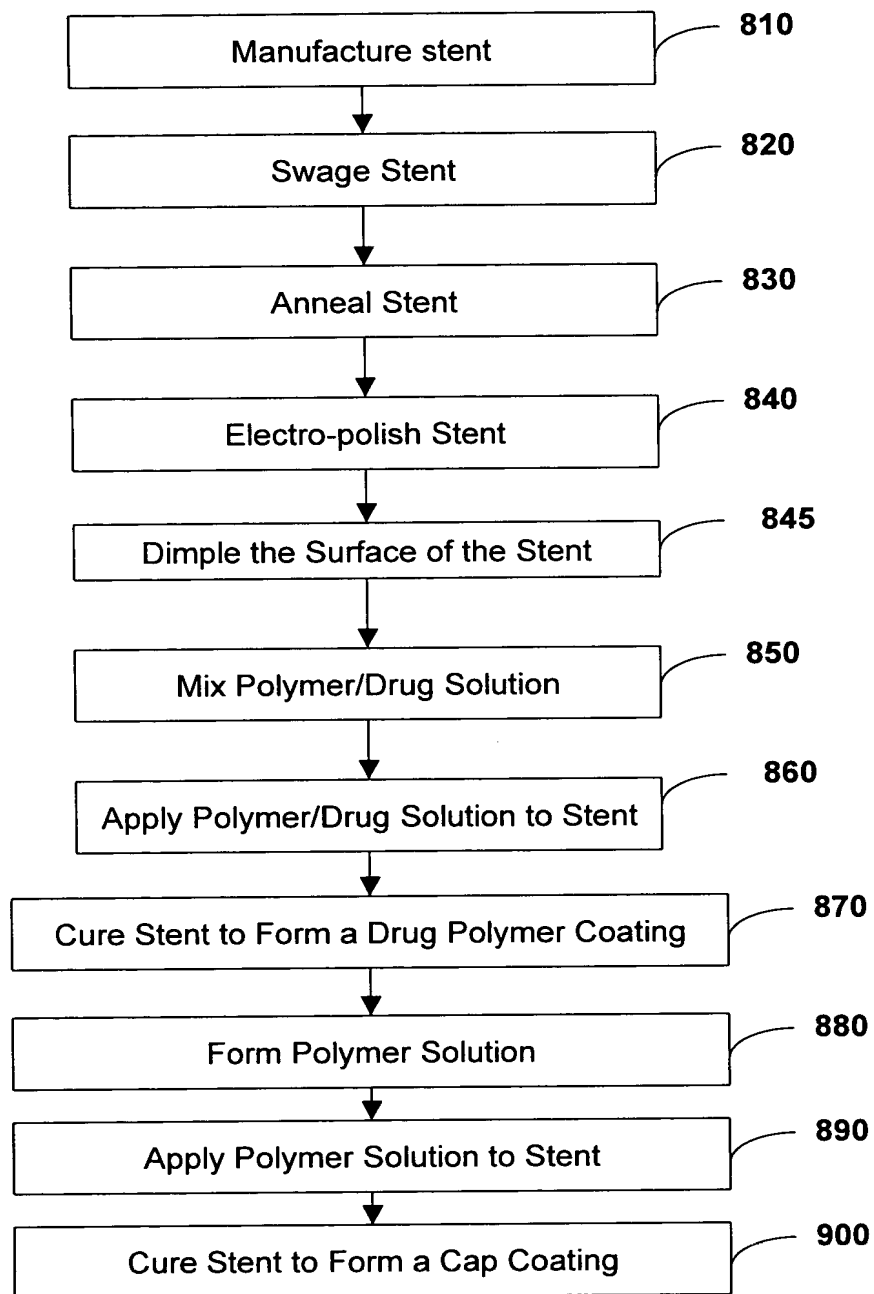 Manufacture stent
810
Swage Stent
820
Anneal Stent
830
Electro-polish Stent
840
Dimple the Surface of the Stent
845
Mix Polymer/Drug Solution
850
Apply Polymer/Drug Solution to Stent
860
Cure Stent to Form a Drug Polymer Coating
870
Form Polymer Solution
880
Apply Polymer Solution to Stent
890
Cure Stent to Form a Cap Coating
900